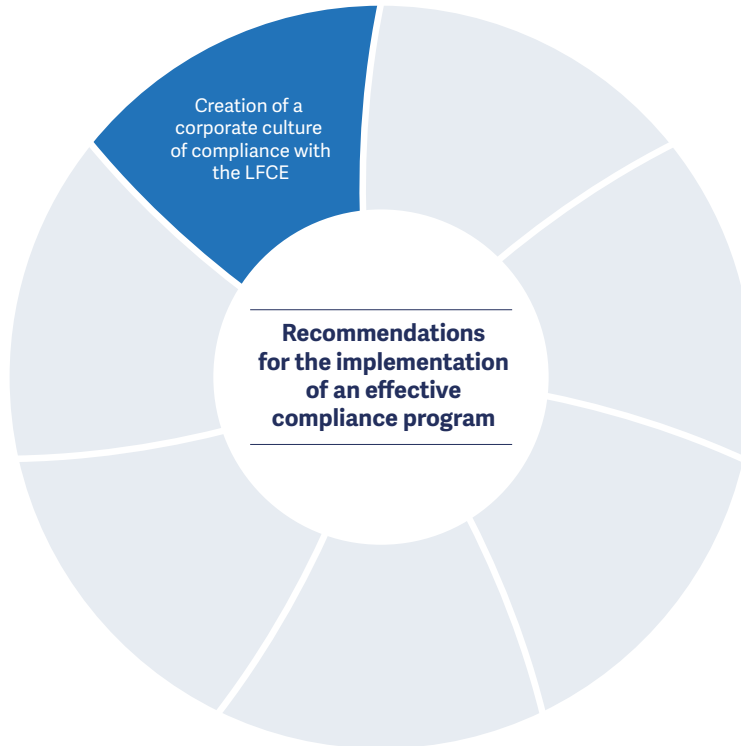 Creation of a
corporate culture
of compliance with
the LFCE
Recommendations
for the implementation
of an effective
compliance program